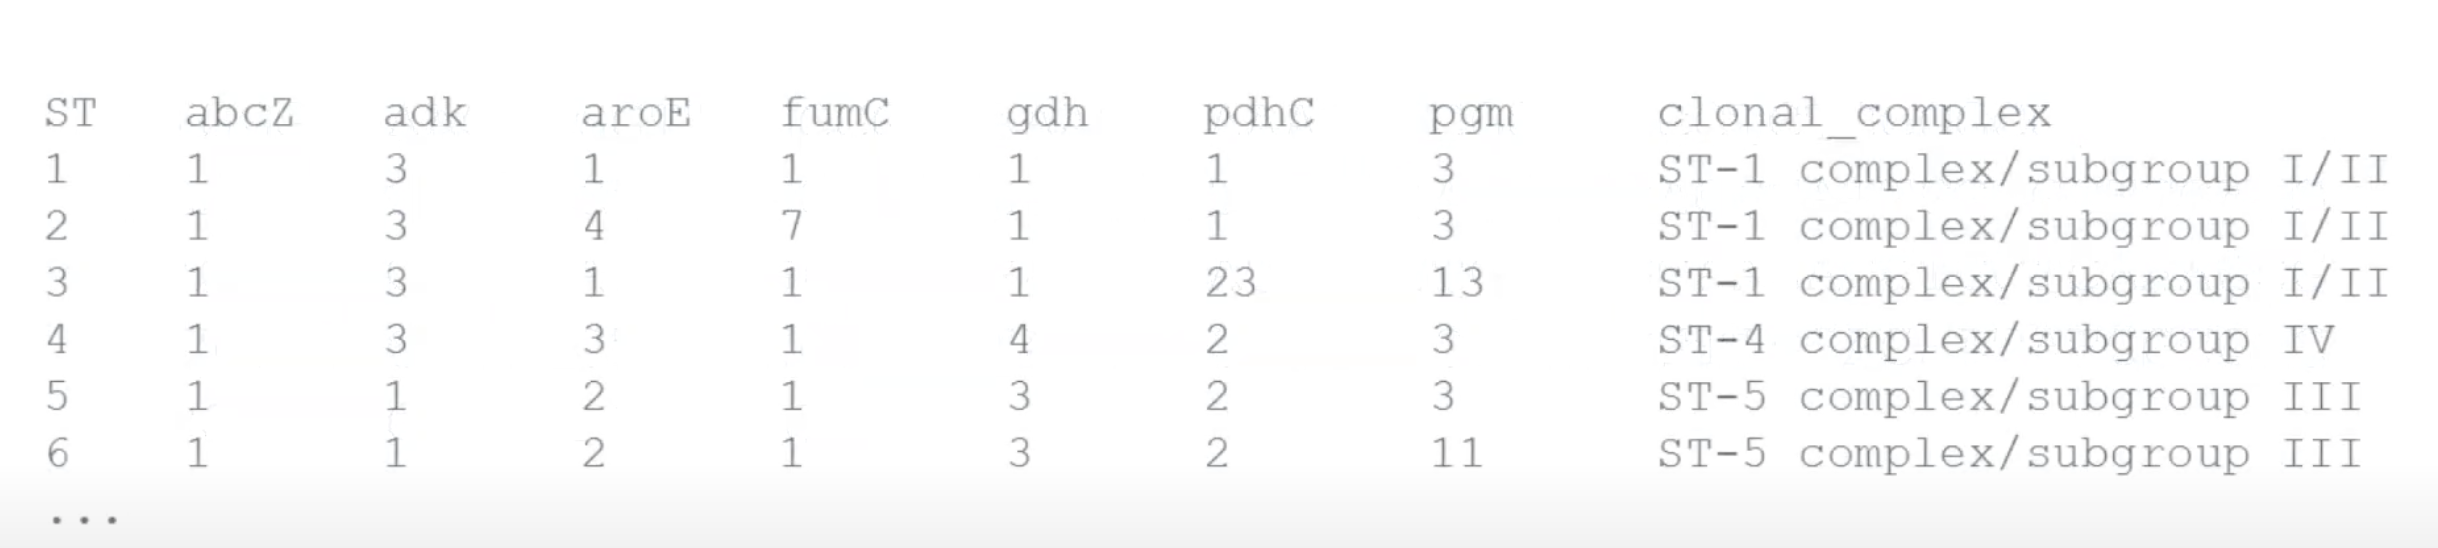 ST abcZ adk aroE fumC gdh pdhC pgm clonal_complex
1 1 3 1 1 1 1 3 ST-1 complex/subgroup I/II
2 1 3 4 7 1 1 3 ST-1 complex/subgroup I/II
3 1 3 1 1 1 23 13 ST-1 complex/subgroup I/II
4 1 3 3 1 4 2 3 ST-4 complex/subgroup IV
5 1 1 2 1 3 2 3 ST-5 complex/subgroup III
6 1 1 2 1 3 2 11 ST-5 complex/subgroup III
...